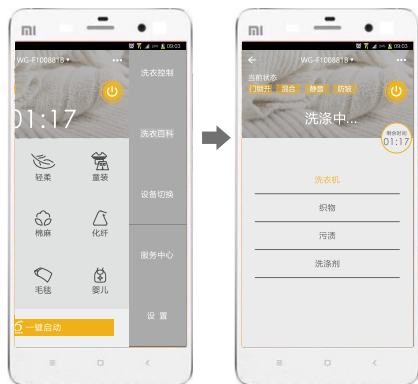 MI
09:03
WG-F1008818
洗衣控制
01:17
洗衣百科
轻柔
童装
设备切换
棉麻
化纤
服务中心
毛毯
婴儿
一键启动
设 置
MI
09:03
WG-F1008818
当前状态
门锁开 混合 静音 防皱
洗涤中...
剩余时间
01:17
洗衣机
织物
污渍
洗涤剂